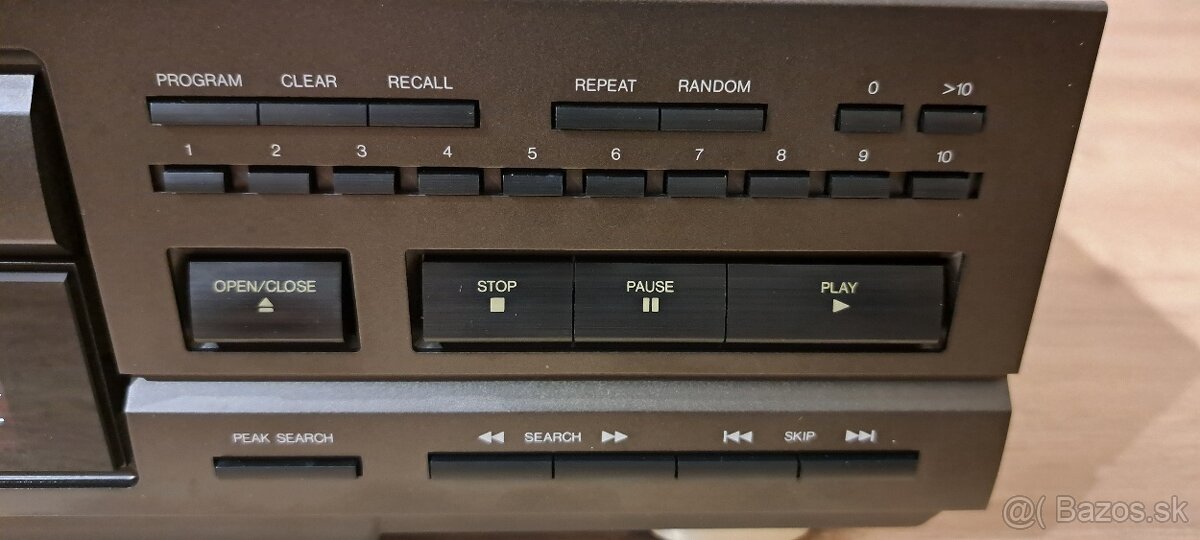 PROGRAM CLEAR RECALL REPEAT RANDOM 0 >10
1 2 3 4 5 6 7 8 9 10
OPEN/CLOSE STOP PAUSE PLAY
PEAK SEARCH SEARCH SKIP
@( Bazos.sk